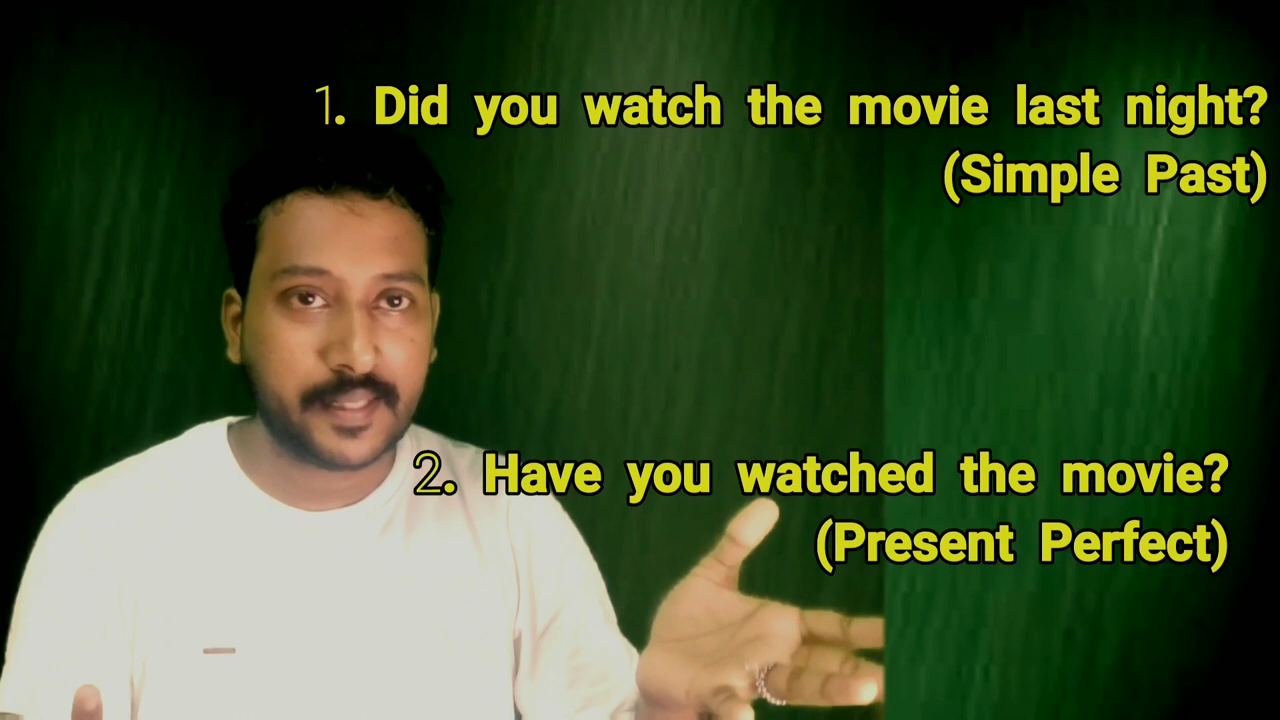 1. Did you watch the movie last night?
(Simple Past)
2. Have you watched the movie?
(Present Perfect)